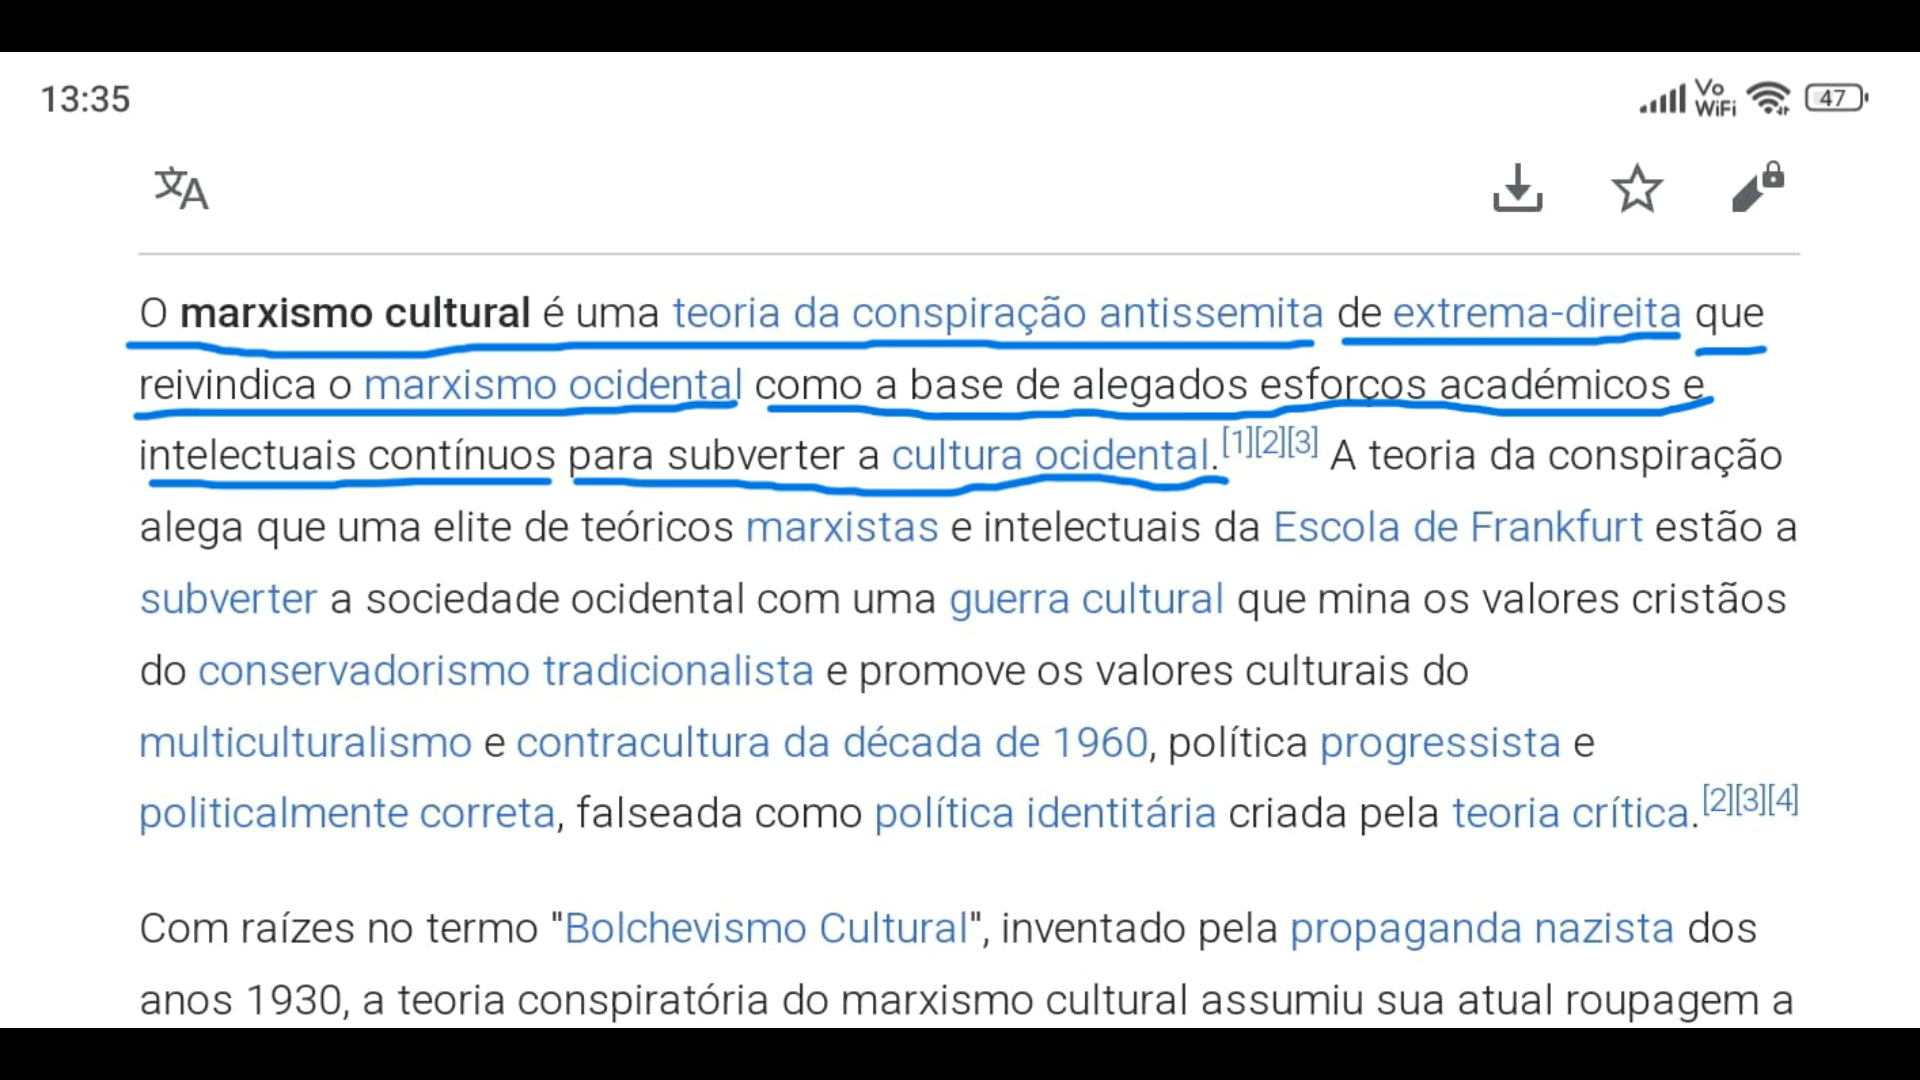 13:35
Vo
WiFi
47
文A
O marxismo cultural é uma teoria da conspiração antissemita de extrema-direita que
reivindica o marxismo ocidental como a base de alegados esforços académicos e
intelectuais contínuos para subverter a cultura ocidental.[1][2][3] A teoria da conspiração
alega que uma elite de teóricos marxistas e intelectuais da Escola de Frankfurt estão a
subverter a sociedade ocidental com uma guerra cultural que mina os valores cristãos
do conservadorismo tradicionalista e promove os valores culturais do
multiculturalismo e contracultura da década de 1960, política progressista e
politicalmente correta, falseada como política identitária criada pela teoria crítica.[2][3][4]
Com raízes no termo "Bolchevismo Cultural", inventado pela propaganda nazista dos
anos 1930, a teoria conspiratória do marxismo cultural assumiu sua atual roupagem a